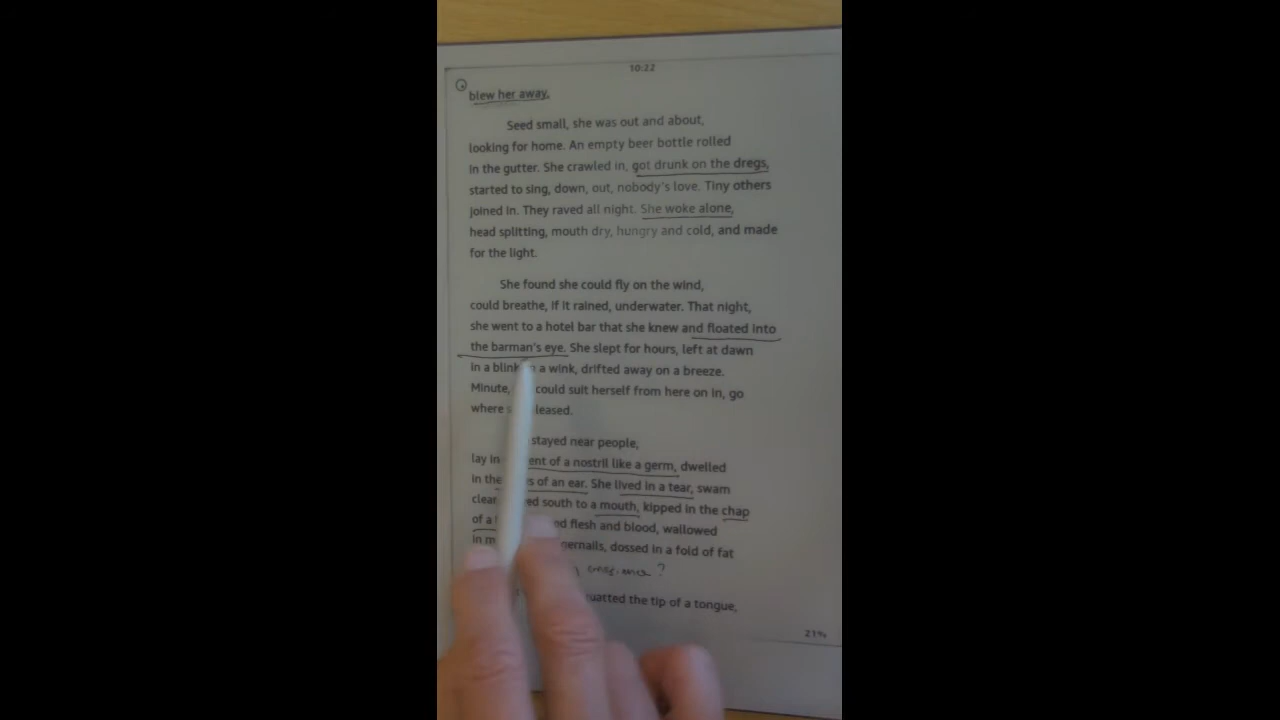 10:22
blew her away.
Seed small, she was out and about,
looking for home. An empty beer bottle rolled
in the gutter. She crawled in, got drunk on the dregs,
started to sing, down, out, nobody's love. Tiny others
joined in. They raved all night. She woke alone,
head splitting, mouth dry, hungry and cold, and made
for the light.
She found she could fly on the wind,
could breathe, if it rained, underwater. That night,
she went to a hotel bar that she knew and floated into
the barman's eye. She slept for hours, left at dawn
in a blink a wink, drifted away on a breeze.
Minute, could suit herself from here on in, go
where leased.
stayed near people,
lay in ent of a nostril like a germ, dwelled
in the of an ear. She lived in a tear, swam
clear ed south to a mouth, kipped in the chap
of a flesh and blood, wallowed
in ernails, dossed in a fold of fat
?
uatted the tip of a tongue,
21%